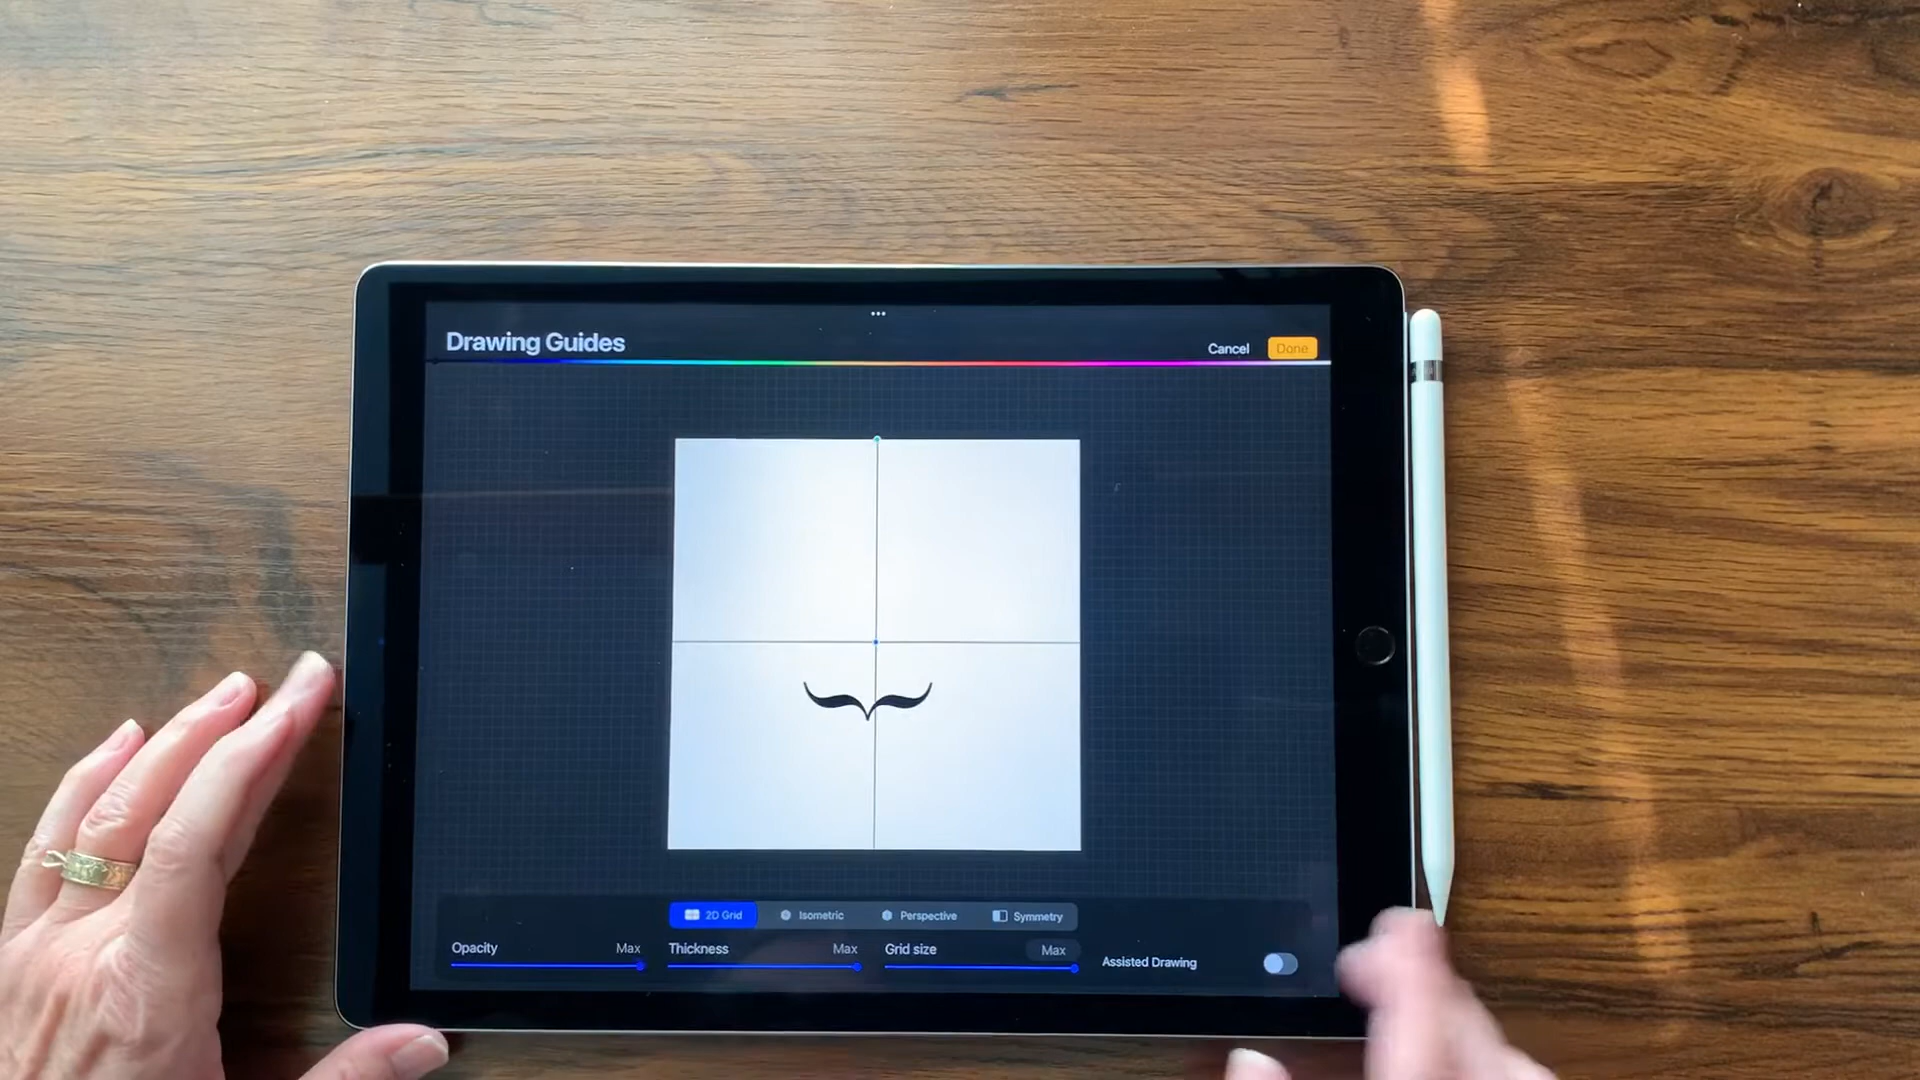 Drawing Guides
Cancel Done
2D Grid Isometric Perspective Symmetry
Opacity Max Thickness Max Grid size Max Assisted Drawing